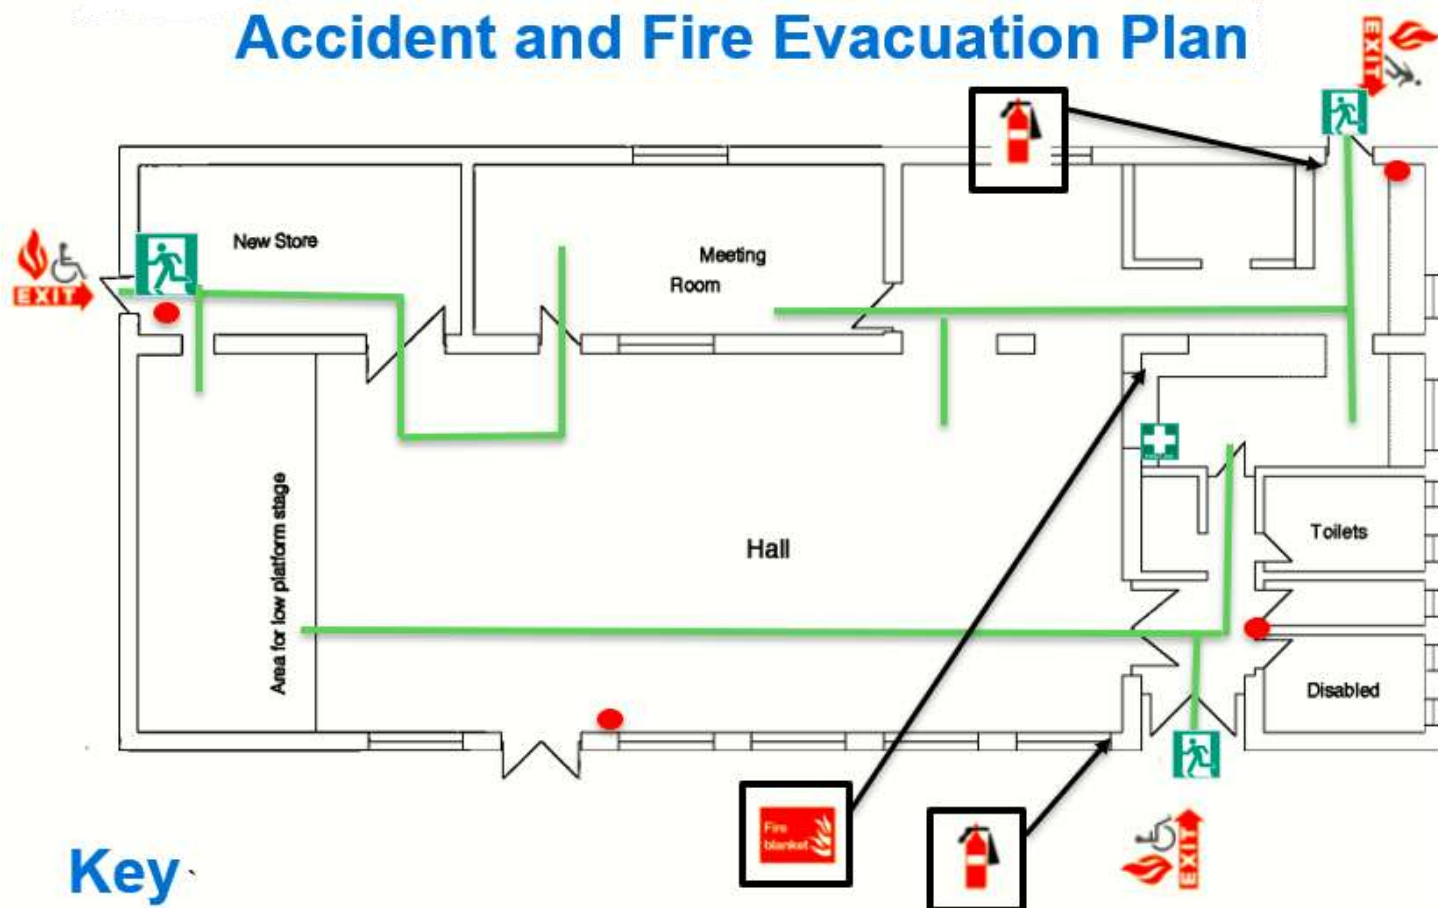 Accident and Fire Evacuation Plan
EXIT
New Store
Meeting
Room
EXIT
Area for low platform stage
Hall
Toilets
Disabled
Fire
blanket
EXIT
Key